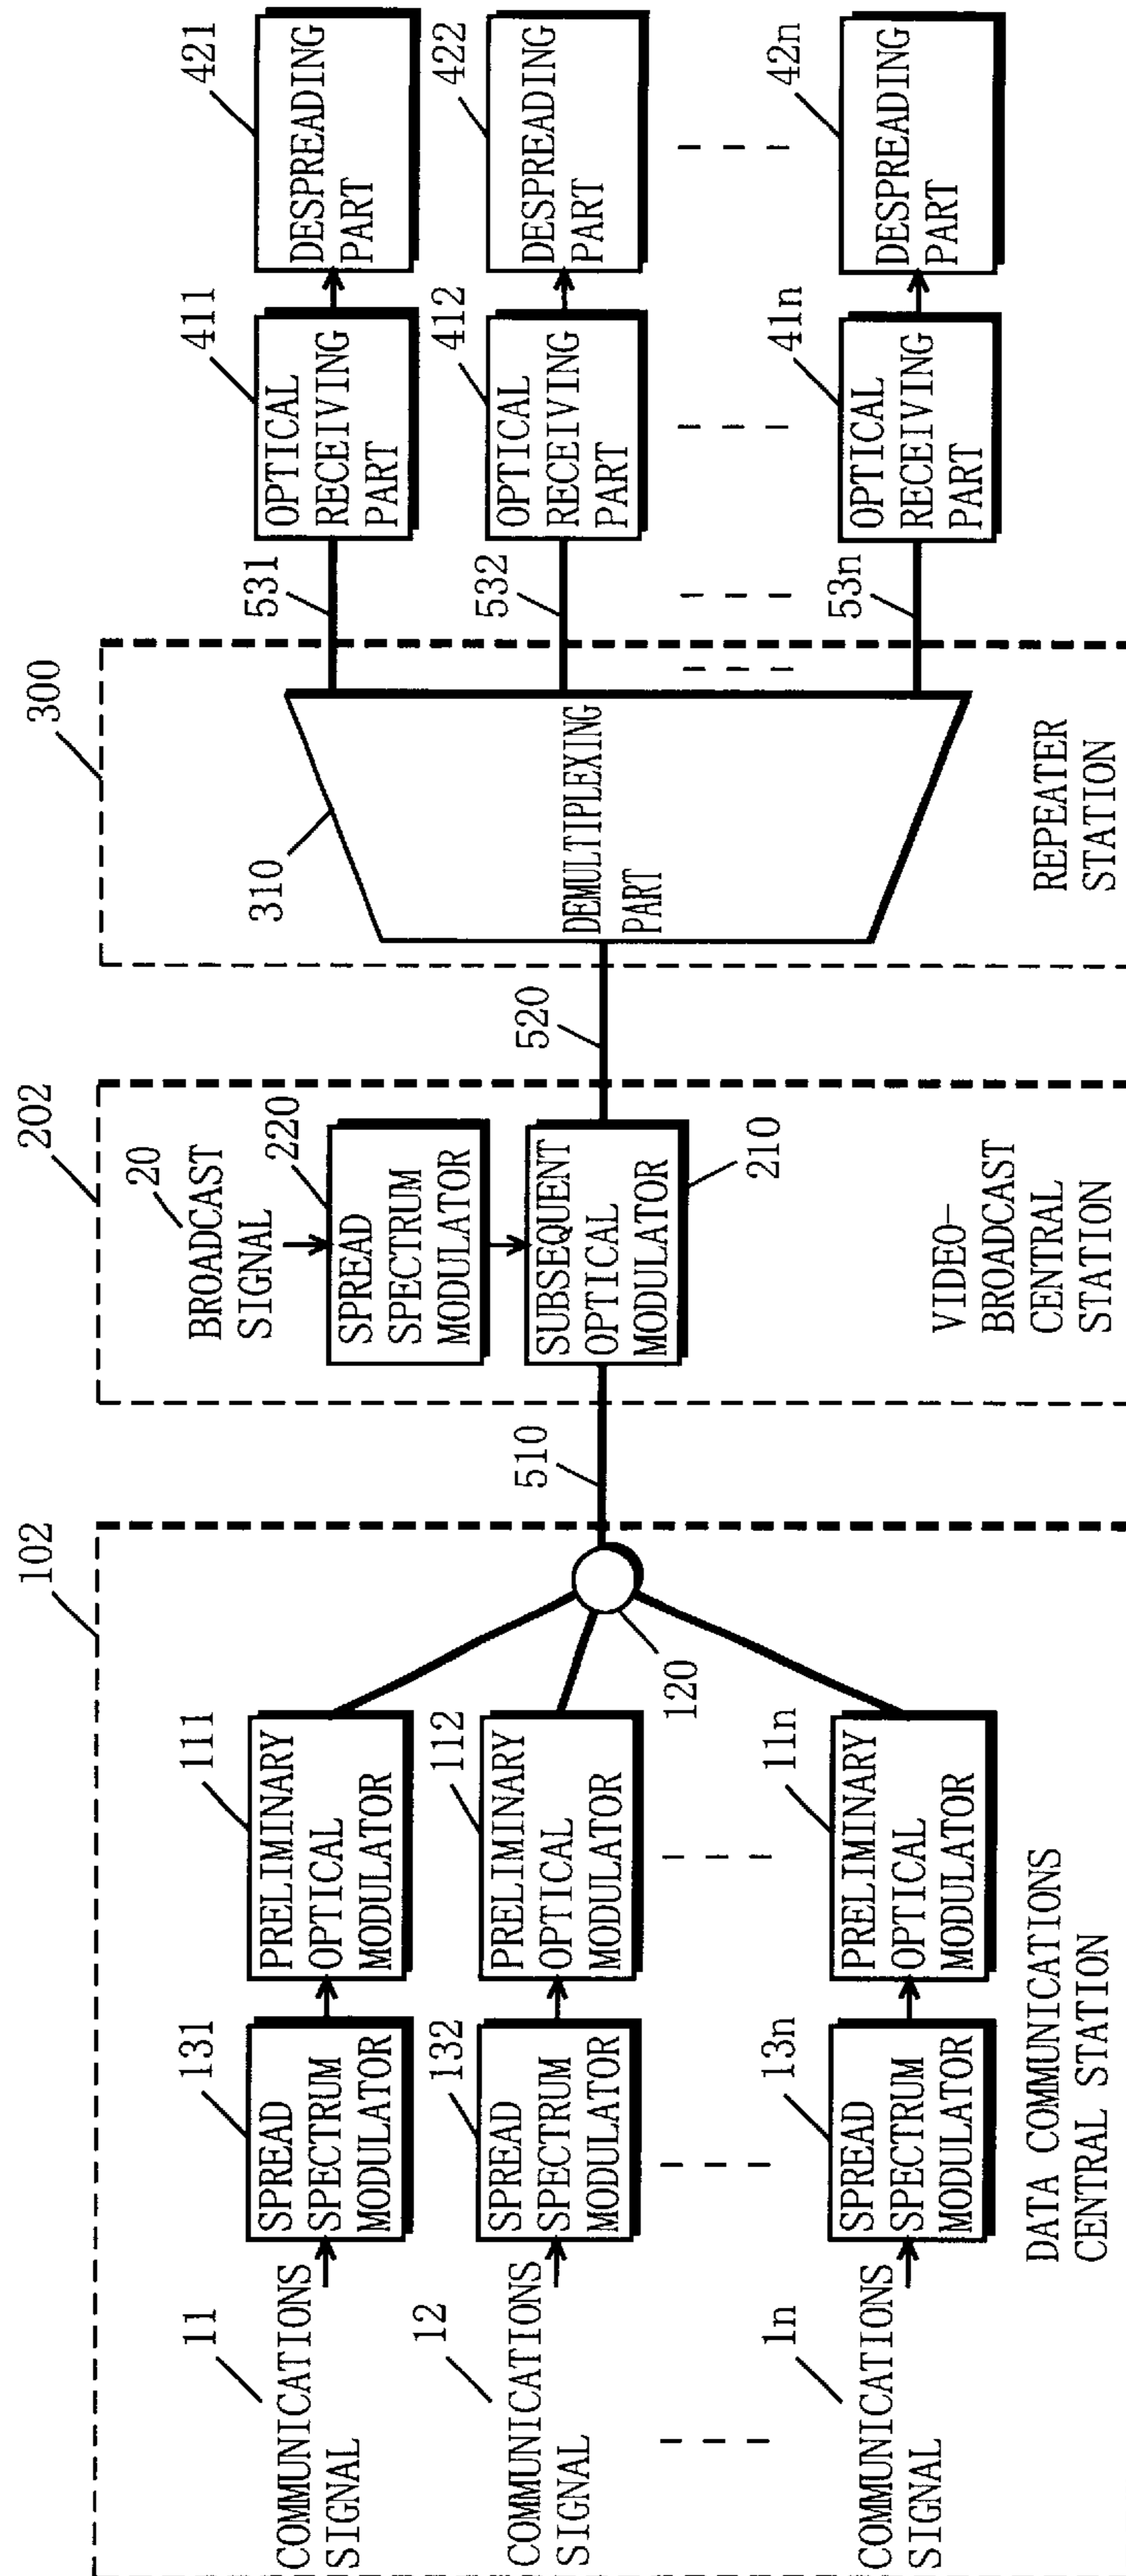 102
11
COMMUNICATIONS
SIGNAL
131
SPREAD
SPECTRUM
MODULATOR
111
PRELIMINARY
OPTICAL
MODULATOR
12
COMMUNICATIONS
SIGNAL
132
SPREAD
SPECTRUM
MODULATOR
112
PRELIMINARY
OPTICAL
MODULATOR
1n
COMMUNICATIONS
SIGNAL
13n
SPREAD
SPECTRUM
MODULATOR
11n
PRELIMINARY
OPTICAL
MODULATOR
120
DATA COMMUNICATIONS
CENTRAL STATION
510
202
20
BROADCAST
SIGNAL
220
SPREAD
SPECTRUM
MODULATOR
SUBSEQUENT
OPTICAL
MODULATOR
210
VIDEO-
BROADCAST
CENTRAL
STATION
520
300
310
DEMULTIPLEXING
PART
REPEATER
STATION
531
411
OPTICAL
RECEIVING
PART
421
DESPREADING
PART
532
412
OPTICAL
RECEIVING
PART
422
DESPREADING
PART
53n
41n
OPTICAL
RECEIVING
PART
42n
DESPREADING
PART